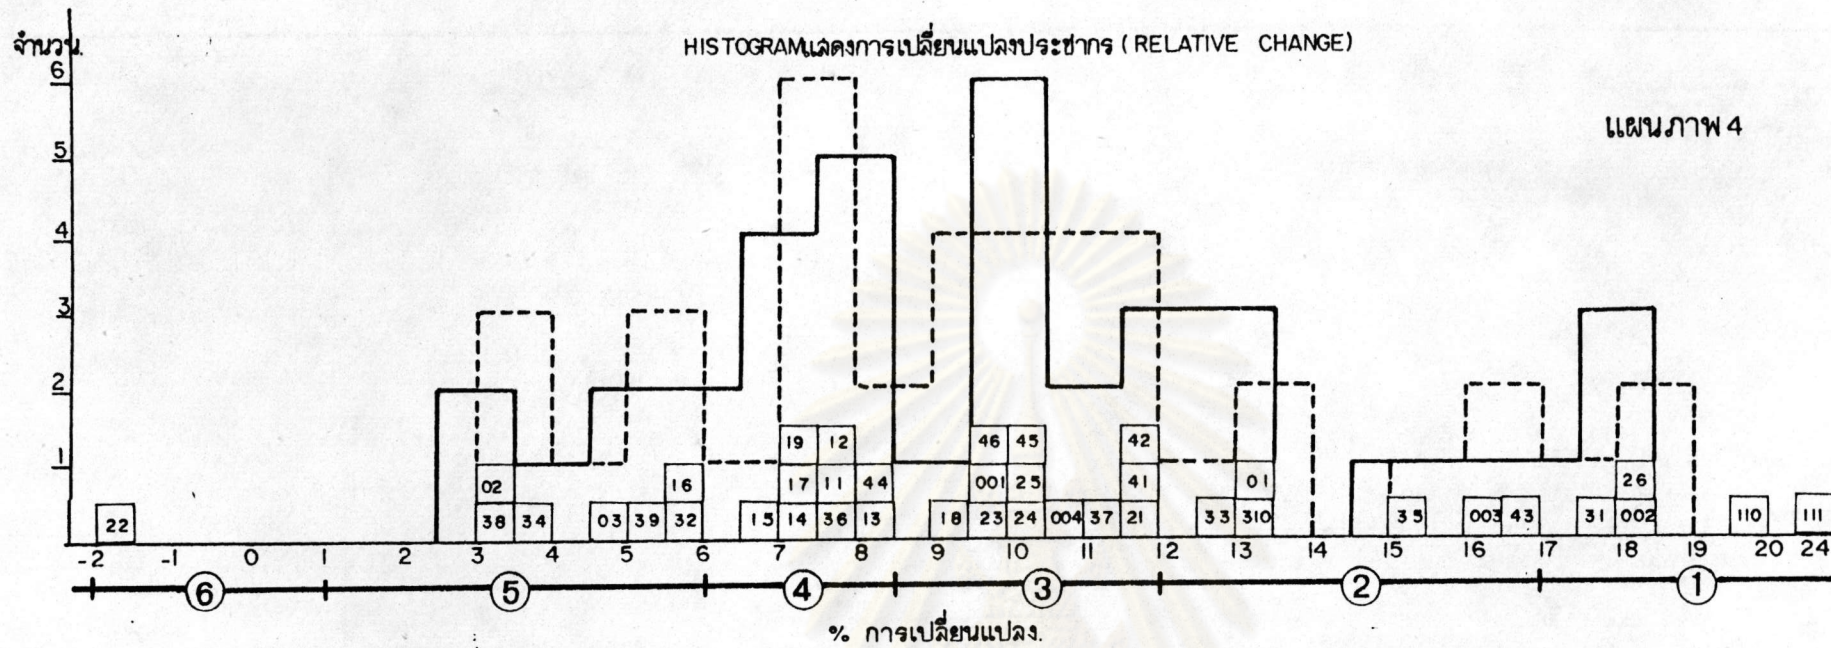 จำนวน.
HISTOGRAMแสดงการเปลี่ยนแปลงประชากร ( RELATIVE CHANGE)
แผนภาพ 4
6
5
4
3
2
1
19 12 46 45 42
02 16 17 11 44 001 25 41 01 26
22 38 34 03 39 32 15 14 36 13 18 23 24 004 37 21 33 310 35 003 43 31 002 110 111
-2 -1 0 1 2 3 4 5 6 7 8 9 10 11 12 13 14 15 16 17 18 19 20 24
6 5 4 3 2 1
% การเปลี่ยนแปลง.